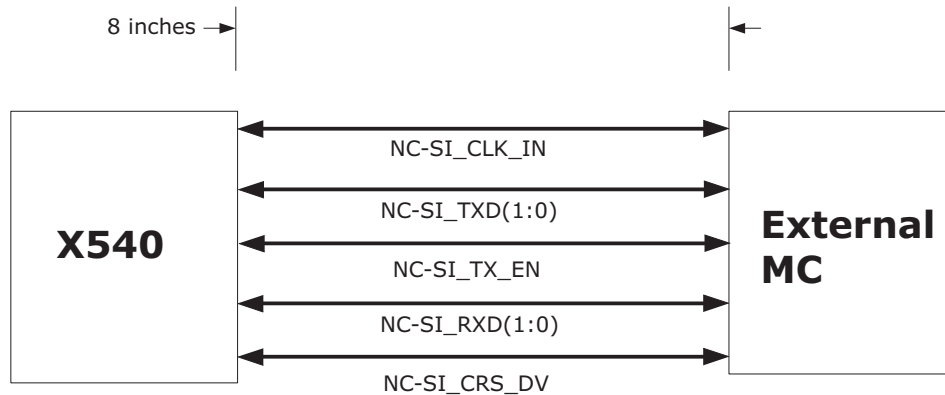 8 inches
NC-SI_CLK_IN
NC-SI_TXD(1:0)
X540
External
MC
NC-SI_TX_EN
NC-SI_RXD(1:0)
NC-SI_CRS_DV